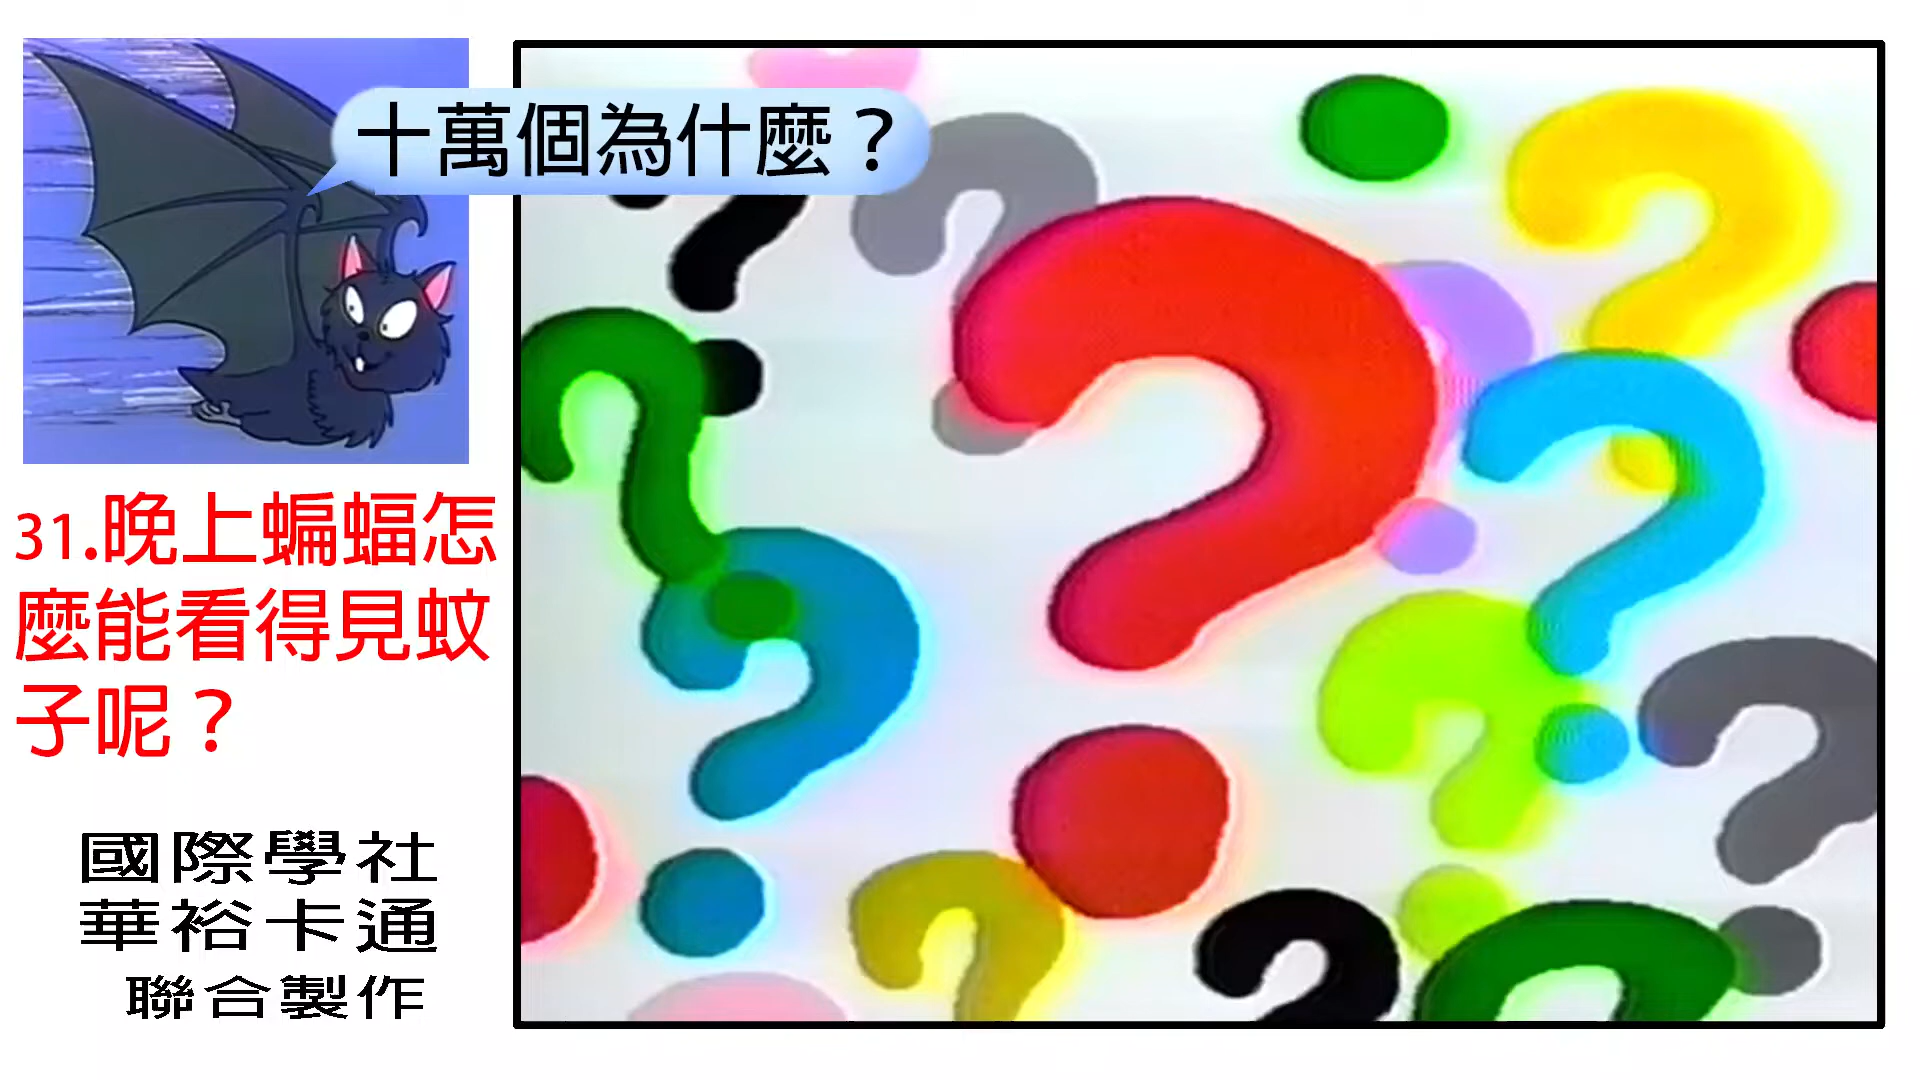 十萬個為什麼？
31.晚上蝙蝠怎
麼能看得見蚊
子呢？
國際學社
華裕卡通
聯合製作